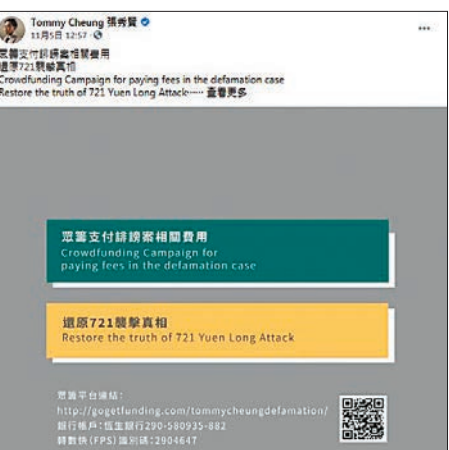 Tommy Cheung 張秀賢
11月5日 12:57
眾籌支付誹謗案相關費用
還原721襲擊真相
Crowdfunding Campaign for paying fees in the defamation case
Restore the truth of 721 Yuen Long Attack…… 查看更多
眾籌支付誹謗案相關費用
Crowdfunding Campaign for
paying fees in the defamation case
還原721襲擊真相
Restore the truth of 721 Yuen Long Attack
眾籌平台連結：
http://gogetfunding.com/tommycheungdefamation/
銀行帳戶：恆生銀行290-580935-882
轉數快(FPS)識別碼：2904647